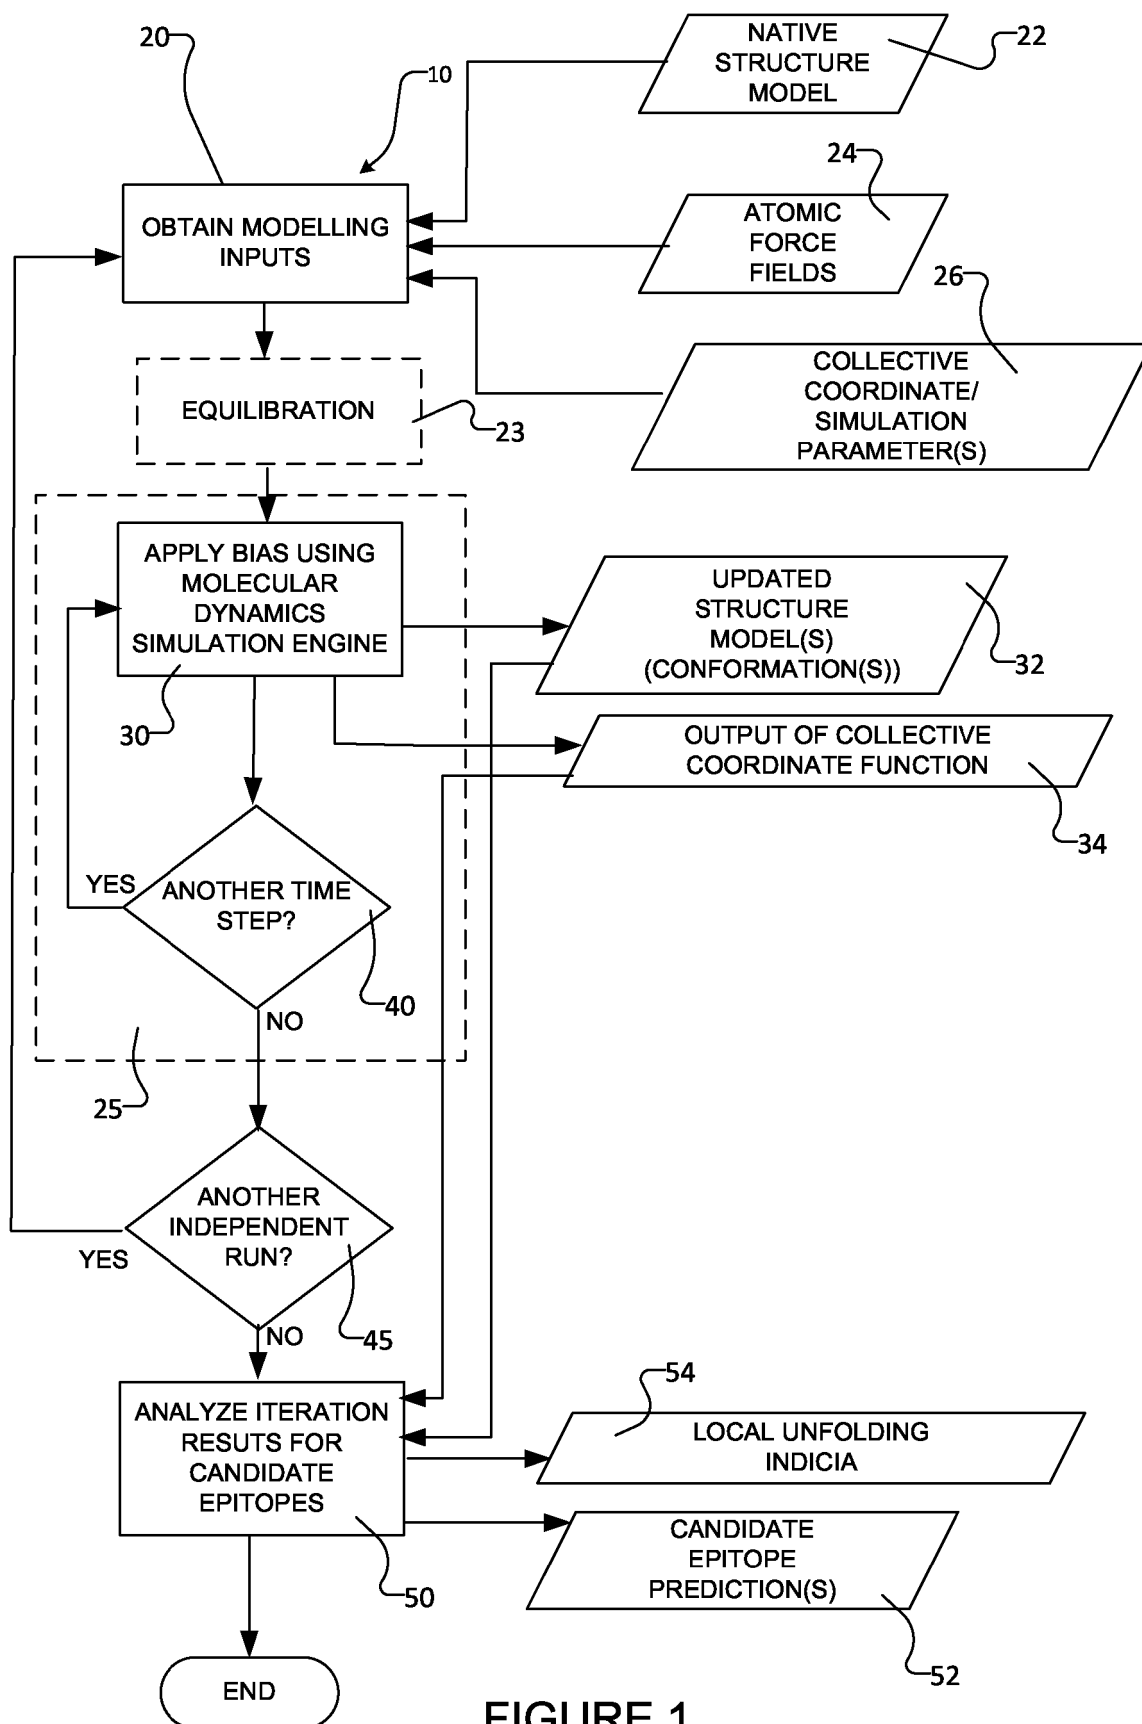 20
10
NATIVE
STRUCTURE
MODEL
22
24
OBTAIN MODELLING
INPUTS
ATOMIC
FORCE
FIELDS
26
COLLECTIVE
COORDINATE/
SIMULATION
PARAMETER(S)
EQUILIBRATION
23
APPLY BIAS USING
MOLECULAR
DYNAMICS
SIMULATION ENGINE
30
UPDATED
STRUCTURE
MODEL(S)
(CONFORMATION(S))
32
OUTPUT OF COLLECTIVE
COORDINATE FUNCTION
34
YES
ANOTHER TIME
STEP?
40
NO
25
ANOTHER
INDEPENDENT
RUN?
YES
45
NO
54
ANALYZE ITERATION
RESUTS FOR
CANDIDATE
EPITOPES
50
LOCAL UNFOLDING
INDICIA
CANDIDATE
EPITOPE
PREDICTION(S)
52
END
FIGURE 1